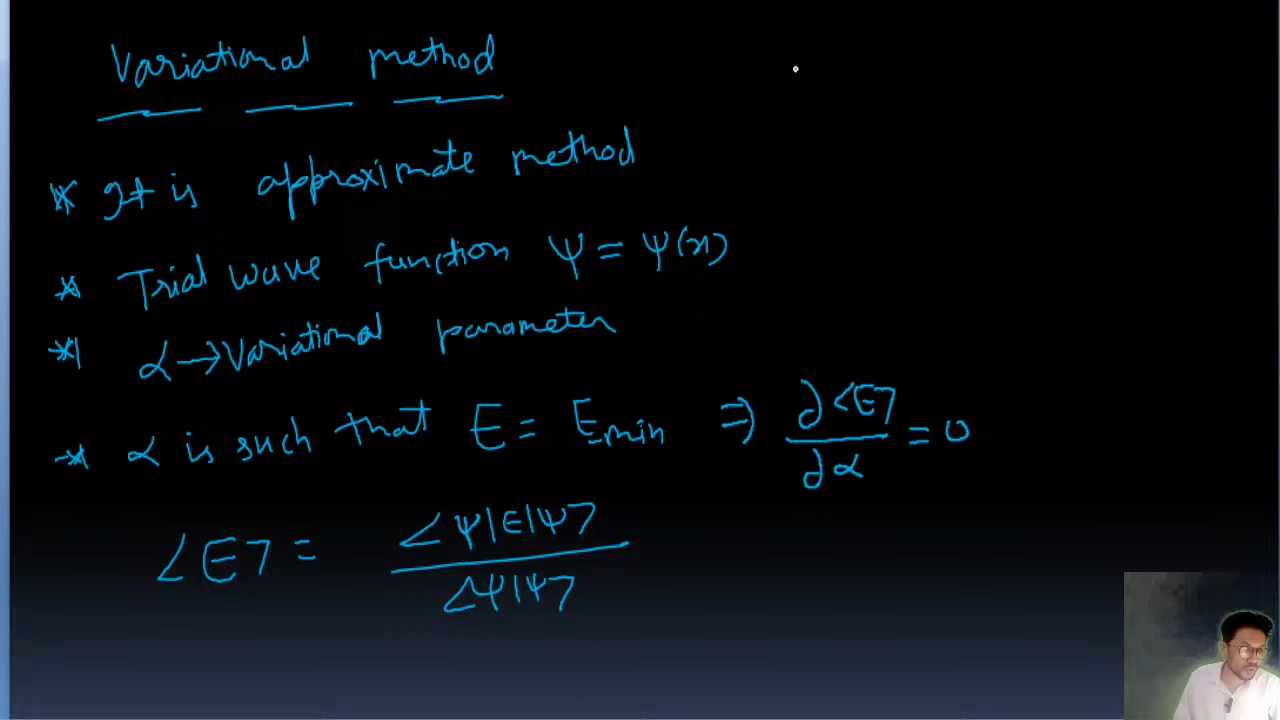 Variational method
* It is approximate method
* Trial wave function Ψ = Ψ(x)
* α → Variational parameter
* α is such that E = Emin ⇒ ∂<E>/∂α = 0
<E> = <Ψ|E|Ψ> / <Ψ|Ψ>